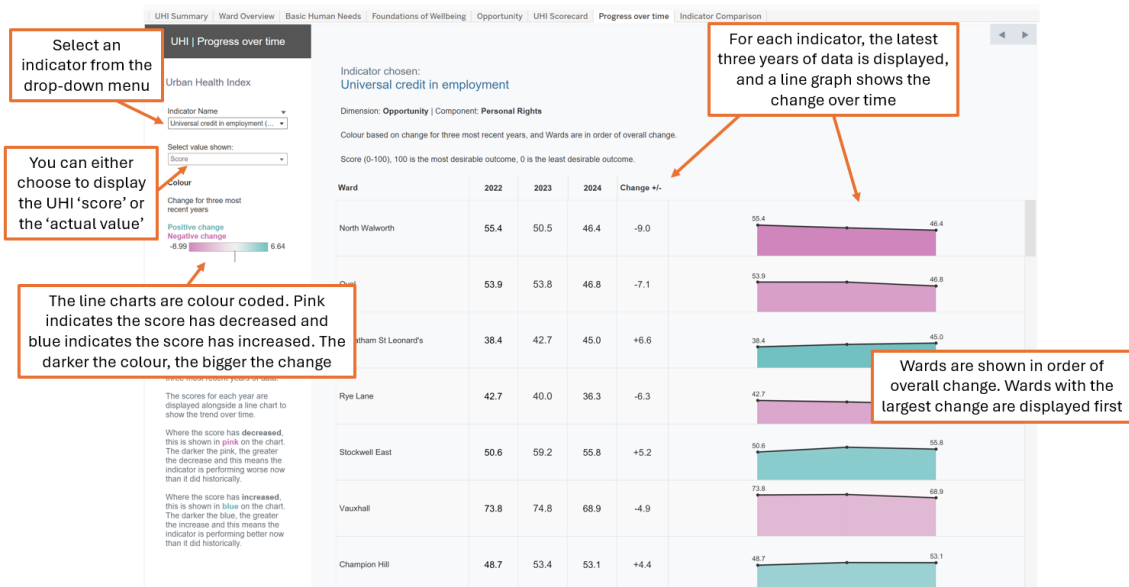 UHI Summary Ward Overview Basic Human Needs Foundations of Wellbeing Opportunity UHI Scorecard Progress over time Indicator Comparison
UHI | Progress over time
Select an
indicator from the
drop-down menu
For each indicator, the latest
three years of data is displayed,
and a line graph shows the
change over time
Urban Health Index
Indicator Name
Universal credit in employment (...
Select value shown:
Score
You can either
choose to display
the UHI ‘score’ or
the ‘actual value’
Colour
Change for three most
recent years
Positive change
Negative change
-8.99 6.64
The line charts are colour coded. Pink
indicates the score has decreased and
blue indicates the score has increased. The
darker the colour, the bigger the change
three most recent years of data.
The scores for each year are
displayed alongside a line chart to
show the trend over time.
Where the score has decreased,
this is shown in pink on the chart.
The darker the pink, the greater
the decrease and this means the
indicator is performing worse now
than it did historically.
Where the score has increased,
this is shown in blue on the chart.
The darker the blue, the greater
the increase and this means the
indicator is performing better now
than it did historically.
Indicator chosen:
Universal credit in employment
Dimension: Opportunity | Component: Personal Rights
Colour based on change for three most recent years, and Wards are in order of overall change.
Score (0-100), 100 is the most desirable outcome, 0 is the least desirable outcome.
Ward 2022 2023 2024 Change +/-
North Walworth 55.4 50.5 46.4 -9.0 55.4 46.4
53.9 53.8 46.8 -7.1 53.9 46.8
atham St Leonard's 38.4 42.7 45.0 +6.6 38.4 45.0
Rye Lane 42.7 40.0 36.3 -6.3 42.7
Stockwell East 50.6 59.2 55.8 +5.2 50.6 55.8
Vauxhall 73.8 74.8 68.9 -4.9 73.8 68.9
Champion Hill 48.7 53.4 53.1 +4.4 48.7 53.1
Wards are shown in order of
overall change. Wards with the
largest change are displayed first